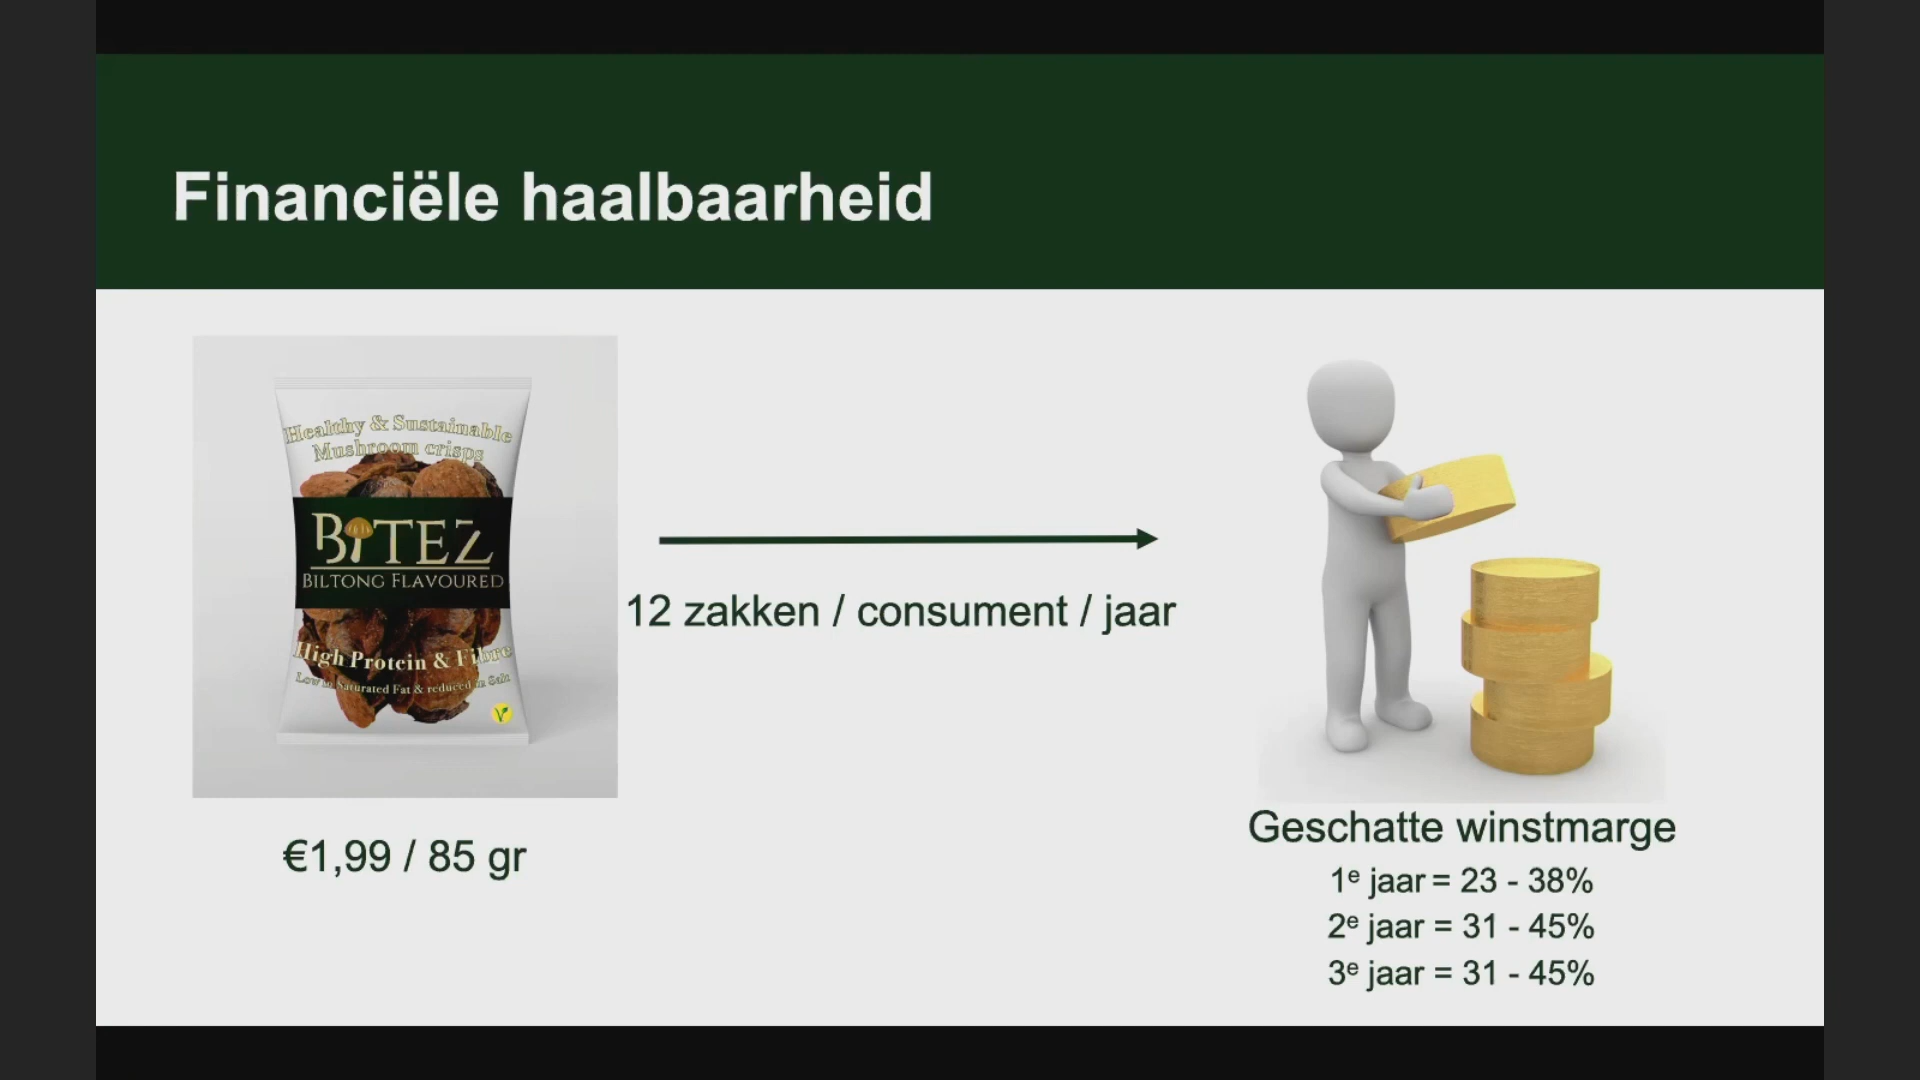 Financiële haalbaarheid
Healthy & Sustainable
Mushroom crisps
BITEZ
BILTONG FLAVOURED
High Protein & Fibre
Low in Saturated Fat & reduced in Salt
V
€1,99 / 85 gr
12 zakken / consument / jaar
Geschatte winstmarge
1e jaar = 23 - 38%
2e jaar = 31 - 45%
3e jaar = 31 - 45%